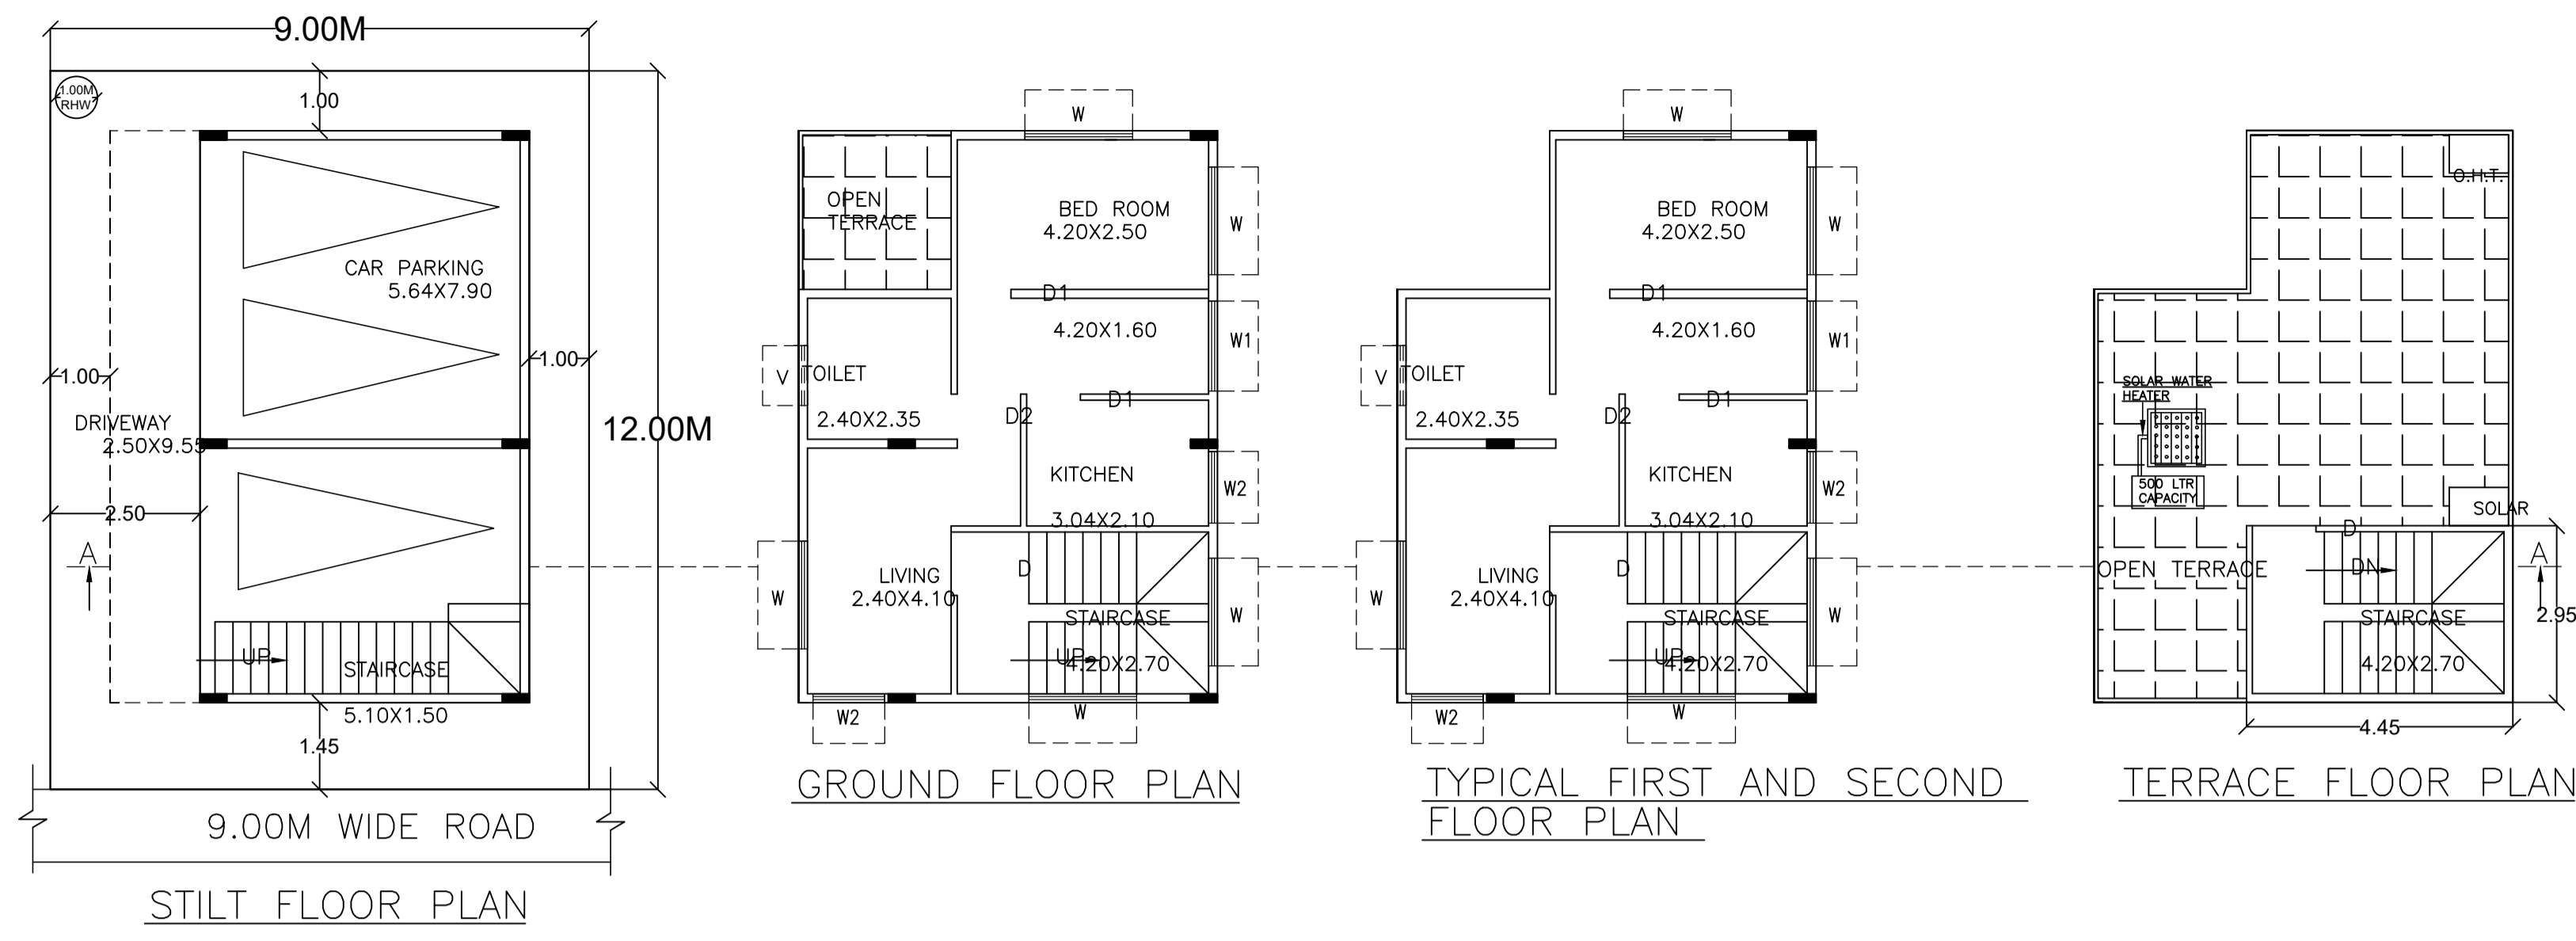 9.00M
1.00M
RHW
1.00
CAR PARKING
5.64X7.90
1.00
1.00
DRIVEWAY
2.50X9.55
12.00M
2.50
A
UP
STAIRCASE
5.10X1.50
1.45
9.00M WIDE ROAD
STILT FLOOR PLAN
W
OPEN
TERRACE
BED ROOM
4.20X2.50
W
D1
4.20X1.60
W1
V
TOILET
2.40X2.35
D2
D1
KITCHEN
3.04X2.10
W2
LIVING
2.40X4.10
D
W
STAIRCASE
W
UP
4.20X2.70
W2
W
GROUND FLOOR PLAN
W
BED ROOM
4.20X2.50
W
D1
4.20X1.60
W1
V
TOILET
2.40X2.35
D2
D1
KITCHEN
3.04X2.10
W2
LIVING
2.40X4.10
D
W
STAIRCASE
W
UP
4.20X2.70
W2
W
TYPICAL FIRST AND SECOND
FLOOR PLAN
O.H.T.
SOLAR WATER
HEATER
500 LTR
CAPACITY
SOLAR
D
A
OPEN TERRACE
DN
STAIRCASE
2.95
4.20X2.70
4.45
TERRACE FLOOR PLAN